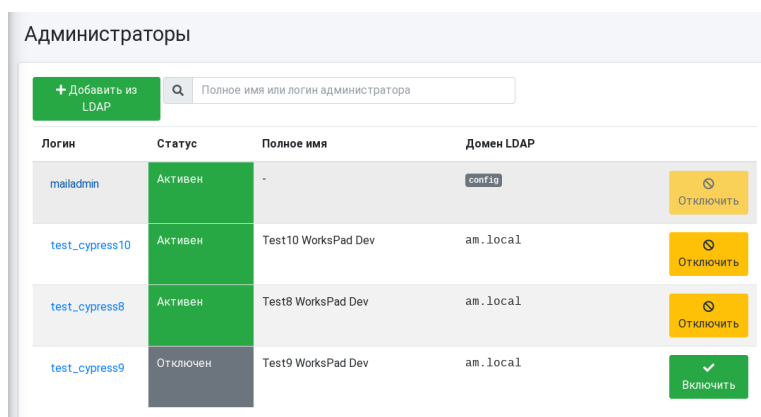 Администраторы
Добавить из
LDAP
Полное имя или логин администратора
Логин Статус Полное имя Домен LDAP
mailadmin Активен - config Отключить
test_cypress10 Активен Test10 WorksPad Dev am.local Отключить
test_cypress8 Активен Test8 WorksPad Dev am.local Отключить
test_cypress9 Отключен Test9 WorksPad Dev am.local Включить